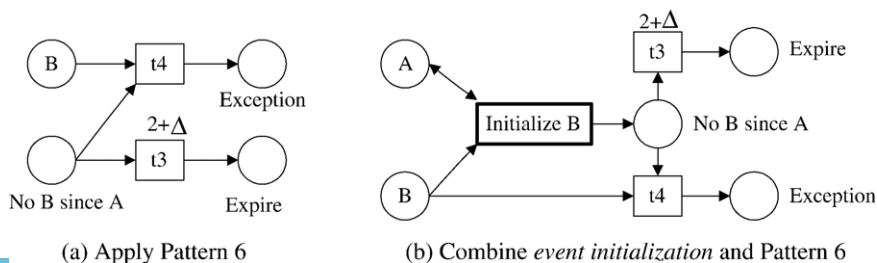 B
t4
Exception
2+Δ
t3
No B since A
Expire
(a) Apply Pattern 6
A
Initialize B
B
2+Δ
t3
Expire
No B since A
t4
Exception
(b) Combine event initialization and Pattern 6